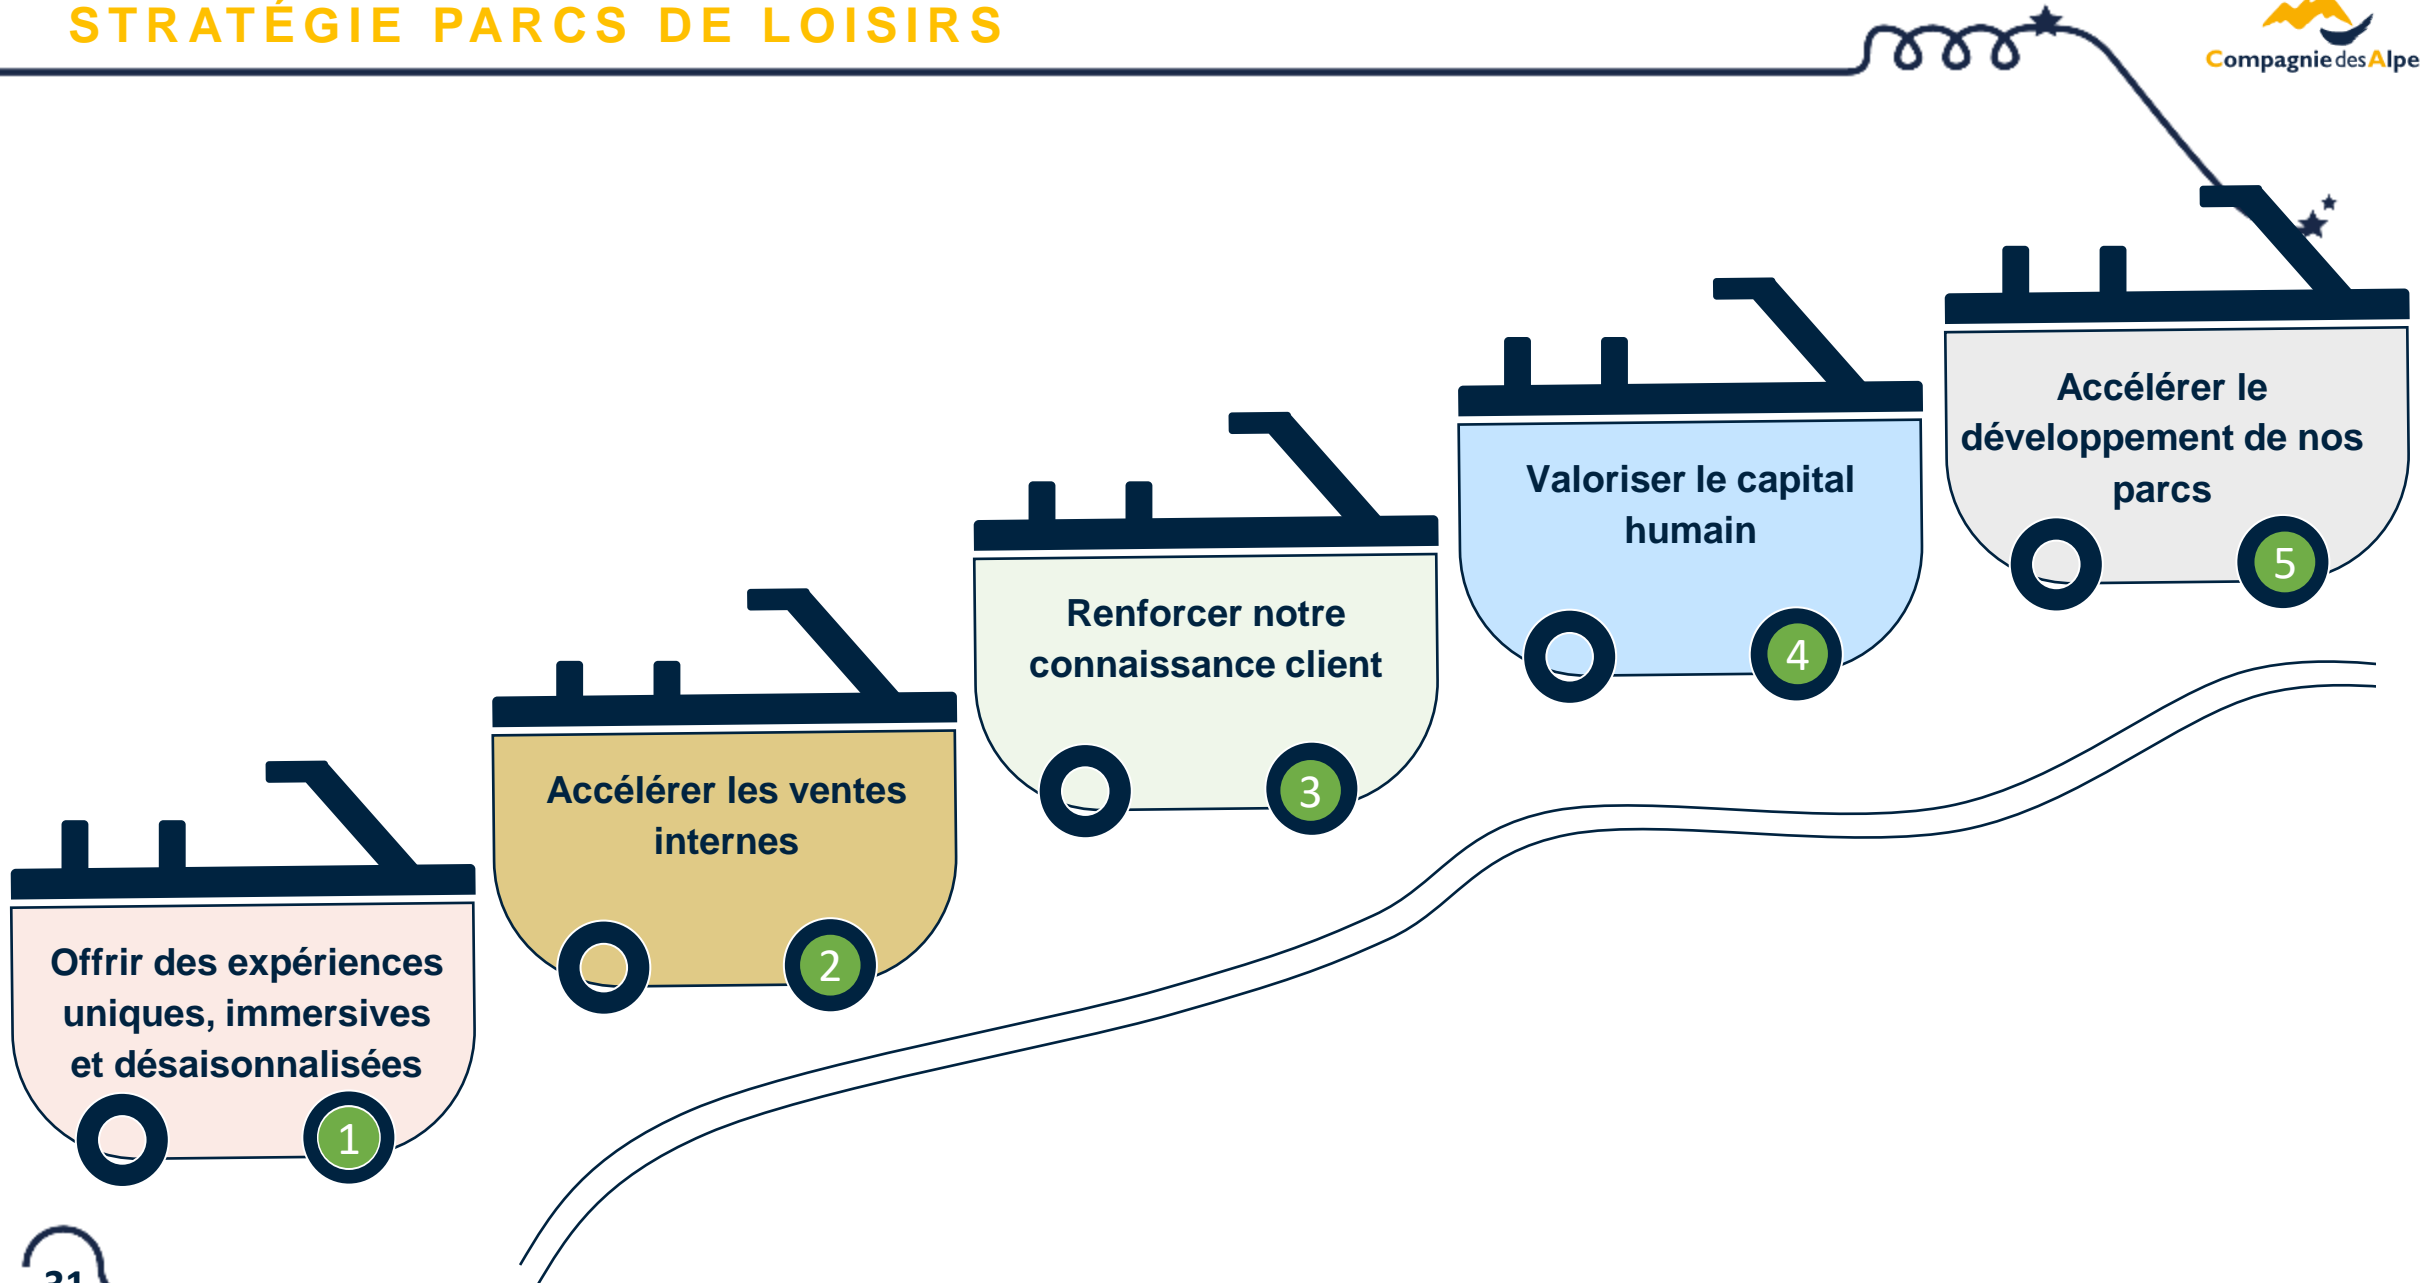 STRATÉGIE PARCS DE LOISIRS
Compagnie des Alpe
Accélérer le
développement de nos
parcs
5
Valoriser le capital
humain
4
Renforcer notre
connaissance client
3
Accélérer les ventes
internes
2
Offrir des expériences
uniques, immersives
et désaisonnalisées
1
31